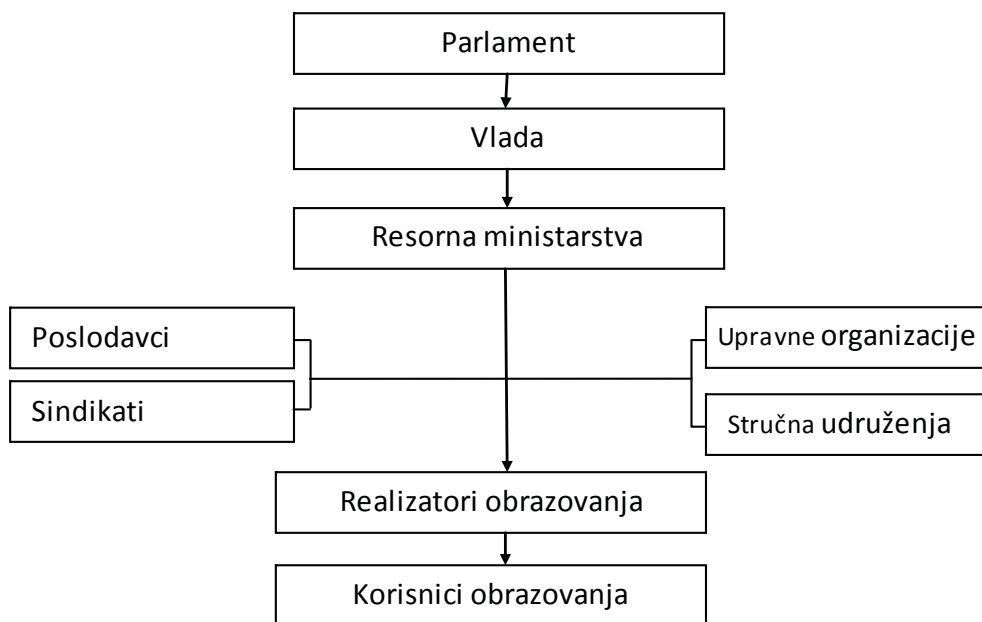 Parlament
Vlada
Resorna ministarstva
Poslodavci
Sindikati
Upravne organizacije
Stručna udruženja
Realizatori obrazovanja
Korisnici obrazovanja